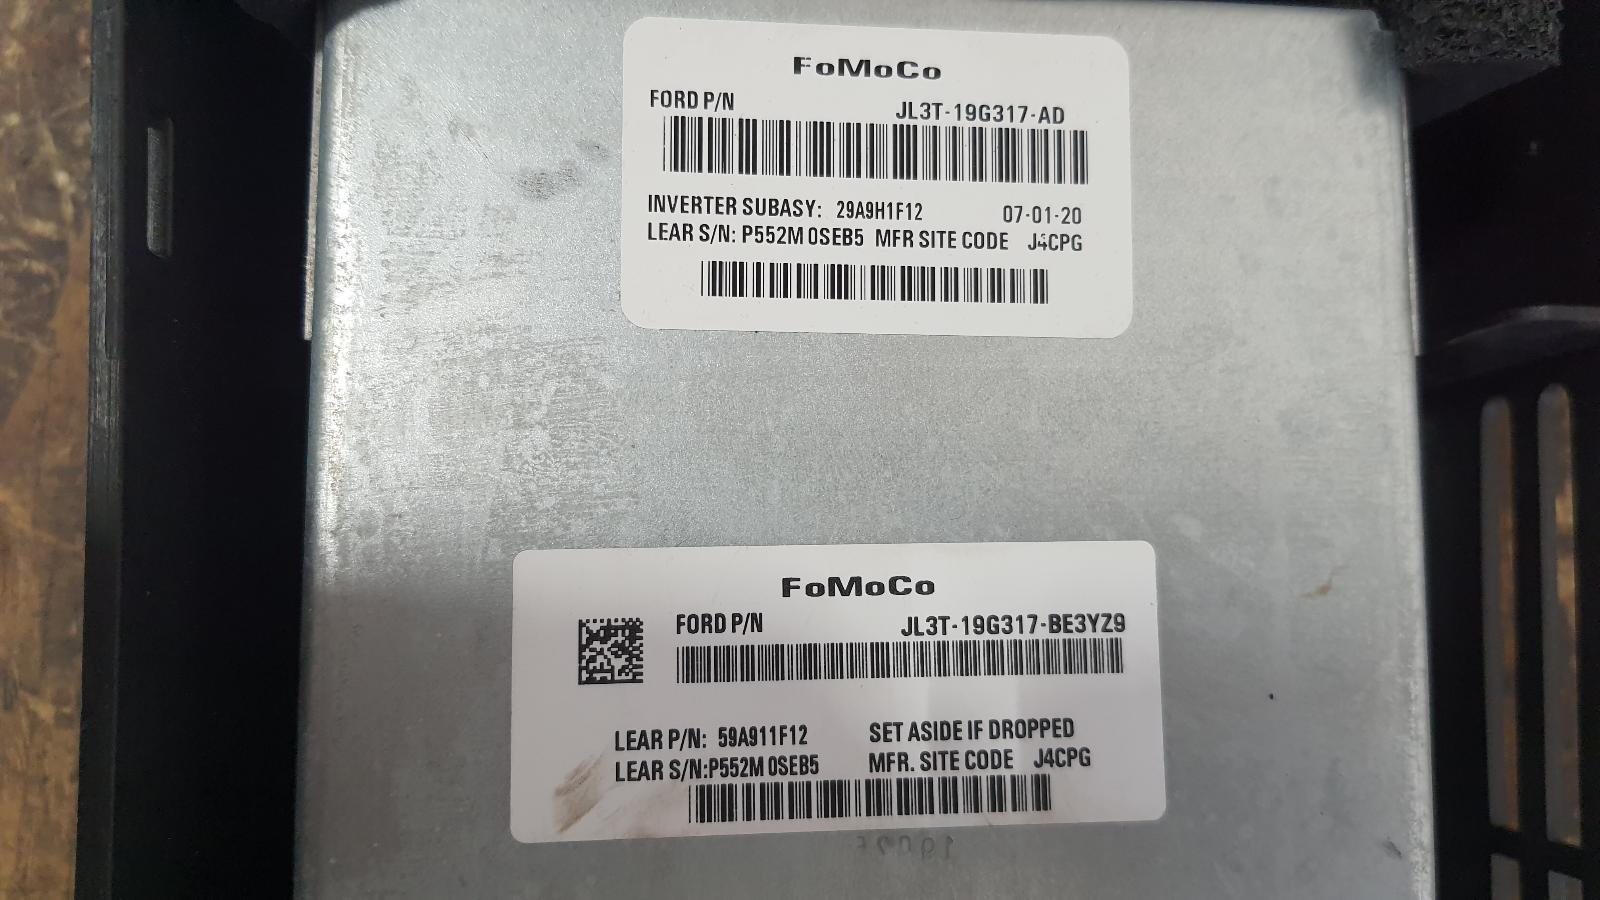 FoMoCo
FORD P/N JL3T-19G317-AD
INVERTER SUBASY: 29A9H1F12 07-01-20
LEAR S/N: P552M 0SEB5 MFR SITE CODE J4CPG
FoMoCo
FORD P/N JL3T-19G317-BE3YZ9
LEAR P/N: 59A911F12 SET ASIDE IF DROPPED
LEAR S/N:P552M 0SEB5 MFR. SITE CODE J4CPG